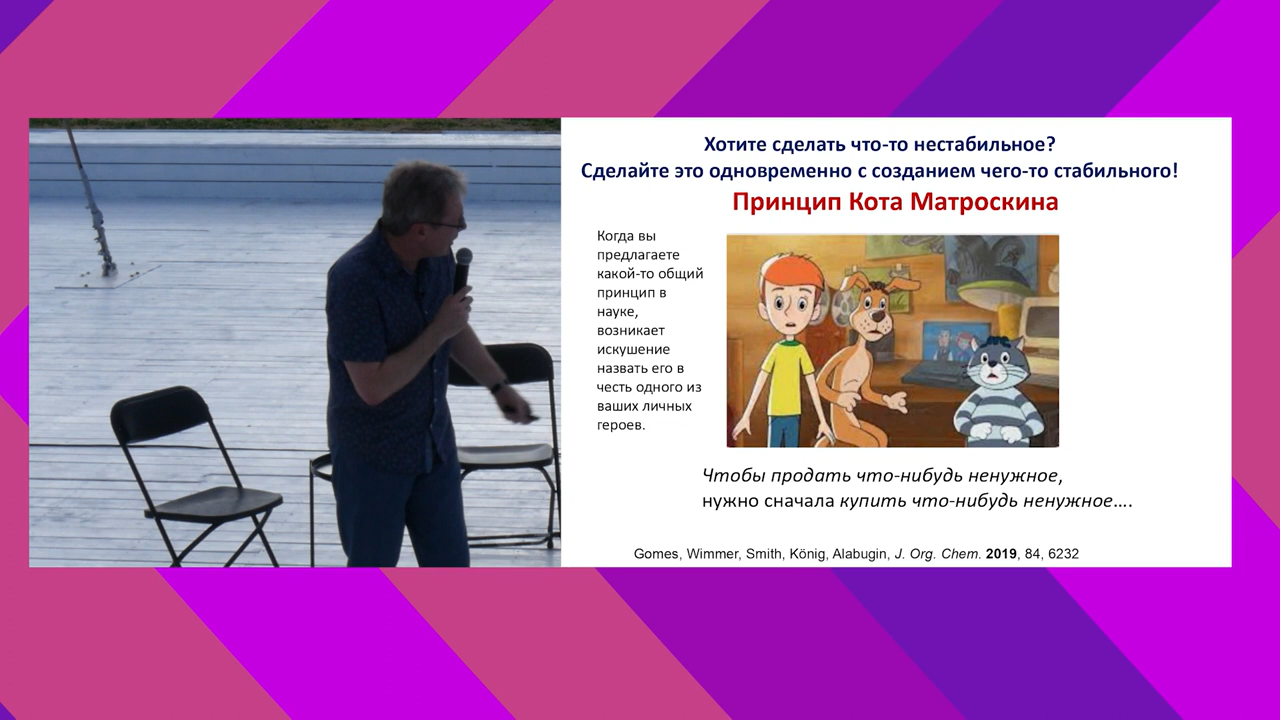 Хотите сделать что-то нестабильное?
Сделайте это одновременно с созданием чего-то стабильного!
Принцип Кота Матроскина
Когда вы
предлагаете
какой-то общий
принцип в
науке,
возникает
искушение
назвать его в
честь одного из
ваших личных
героев.
Чтобы продать что-нибудь ненужное,
нужно сначала купить что-нибудь ненужное....
Gomes, Wimmer, Smith, König, Alabugin, J. Org. Chem. 2019, 84, 6232